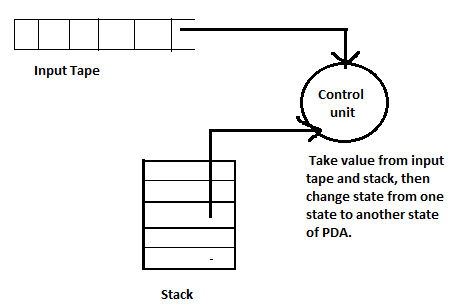 Input Tape
Control
unit
Take value from input
tape and stack, then
change state from one
state to another state
of PDA.
Stack